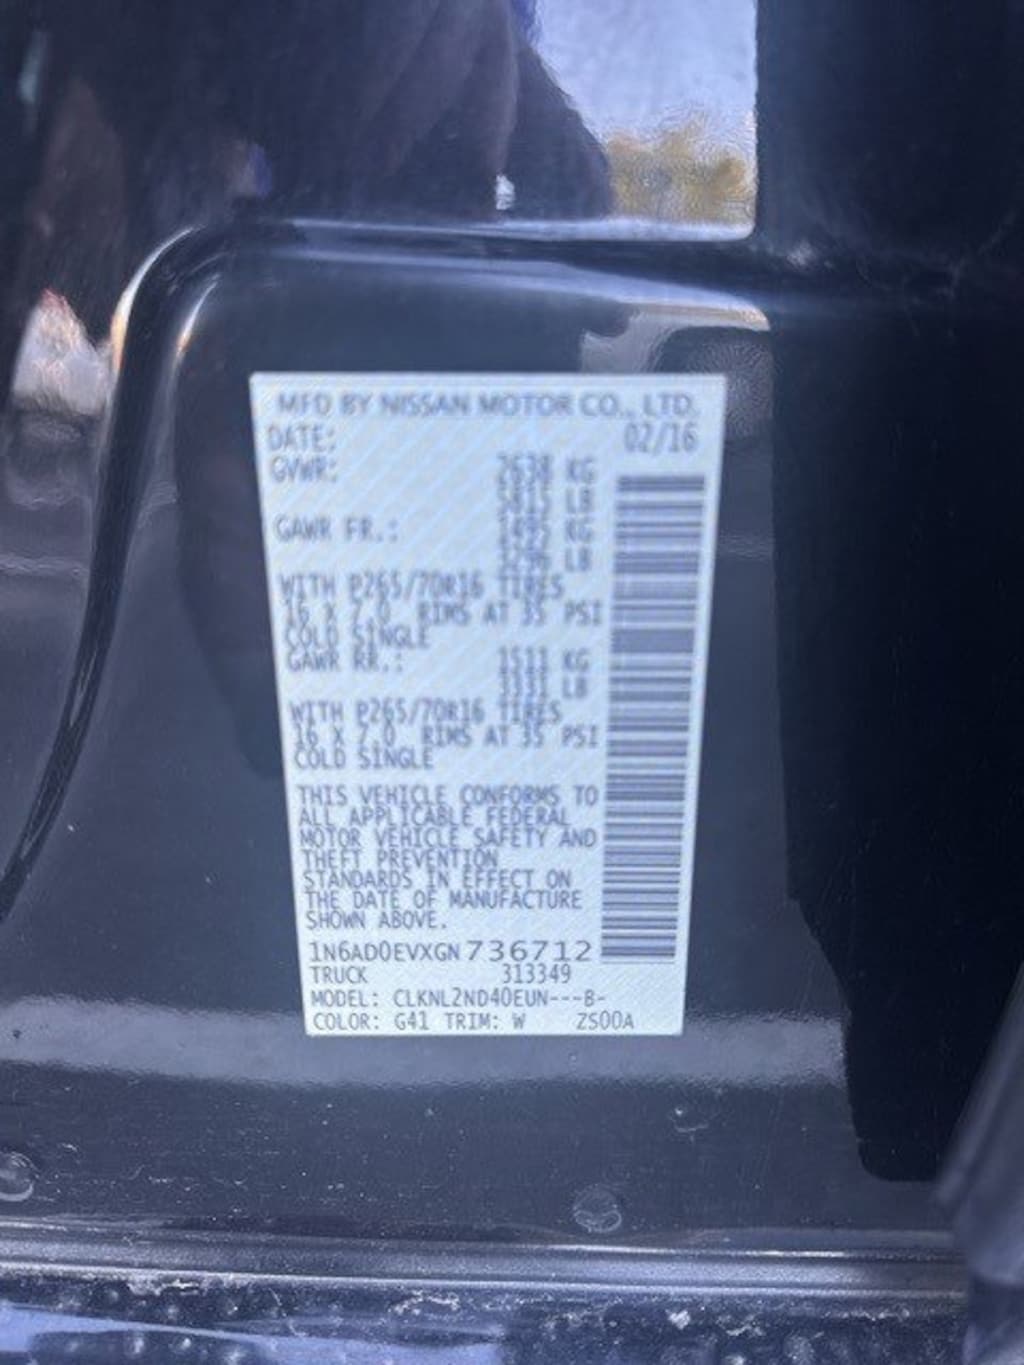 MFD BY NISSAN MOTOR CO., LTD.
DATE: 02/16
GVWR: 2638 KG
5815 LB
GAWR FR.: 1495 KG
3296 LB
WITH P265/70R16 TIRES
16 X 7.0 RIMS AT 35 PSI
COLD SINGLE
GAWR RR.: 1511 KG
3331 LB
WITH P265/70R16 TIRES
16 X 7.0 RIMS AT 35 PSI
COLD SINGLE
THIS VEHICLE CONFORMS TO
ALL APPLICABLE FEDERAL
MOTOR VEHICLE SAFETY AND
THEFT PREVENTION
STANDARDS IN EFFECT ON
THE DATE OF MANUFACTURE
SHOWN ABOVE.
1N6AD0EVXGN736712
TRUCK 313349
MODEL: CLKNL2ND40EUN---B-
COLOR: G41 TRIM: W ZS00A